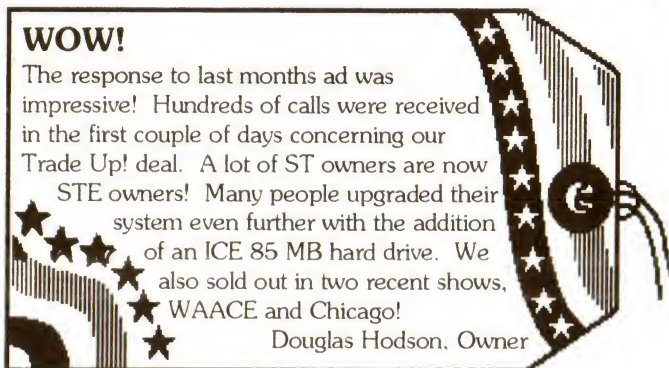 WOW!
The response to last months ad was
impressive! Hundreds of calls were received
in the first couple of days concerning our
Trade Up! deal. A lot of ST owners are now
STE owners! Many people upgraded their
system even further with the addition
of an ICE 85 MB hard drive. We
also sold out in two recent shows,
WAACE and Chicago!
Douglas Hodson, Owner